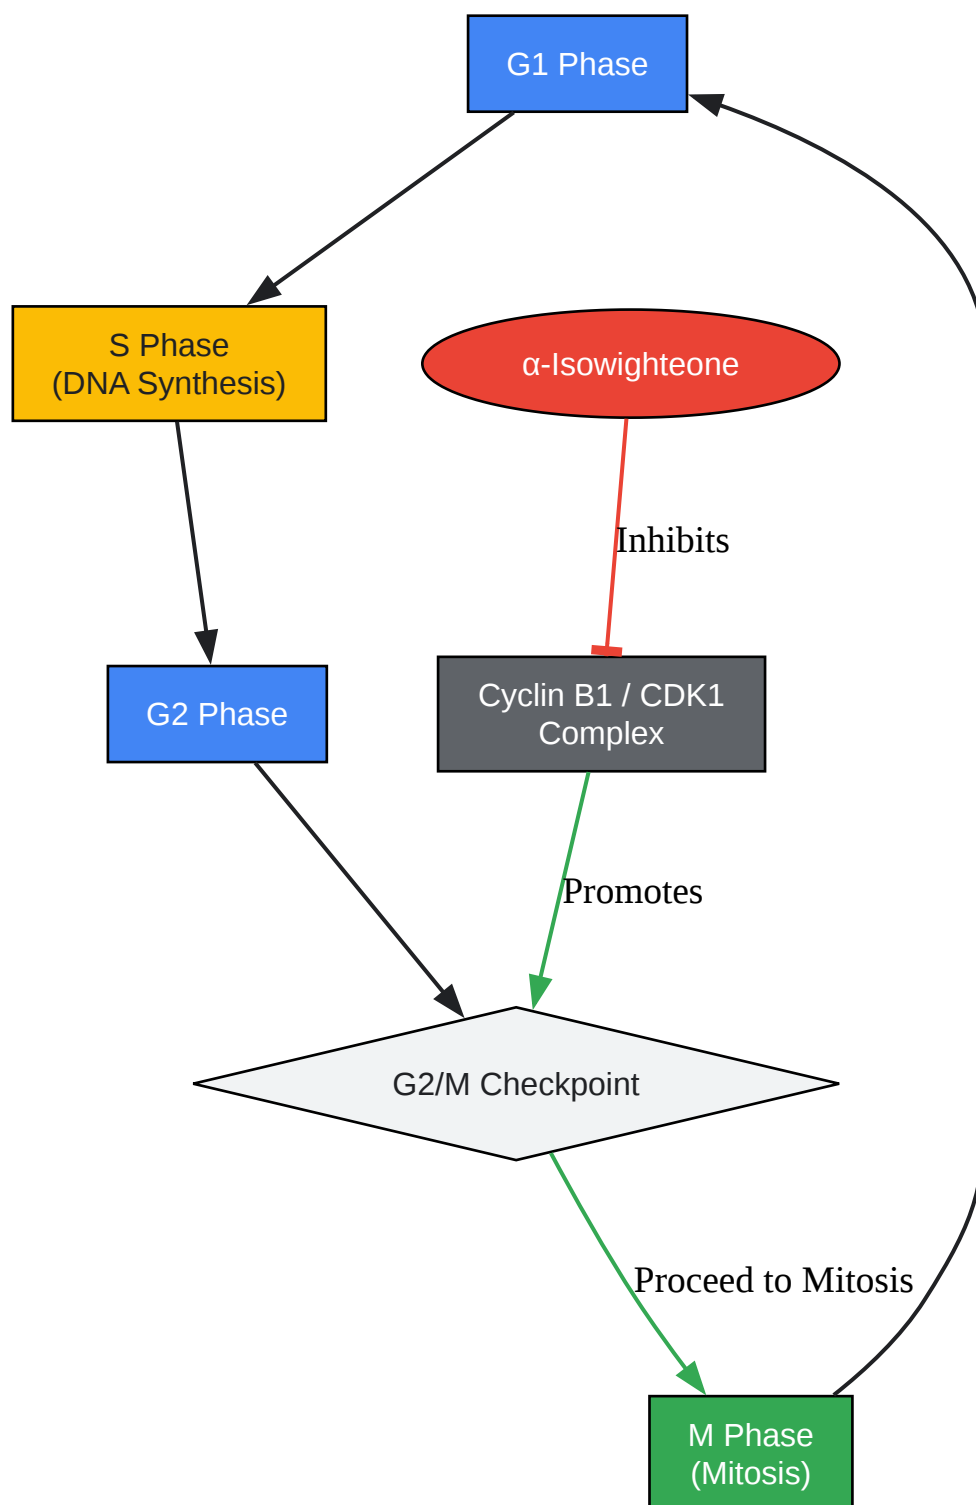 G1 Phase
S Phase
(DNA Synthesis)
α-Isowighteone
Inhibits
G2 Phase
Cyclin B1 / CDK1
Complex
Promotes
G2/M Checkpoint
Proceed to Mitosis
M Phase
(Mitosis)